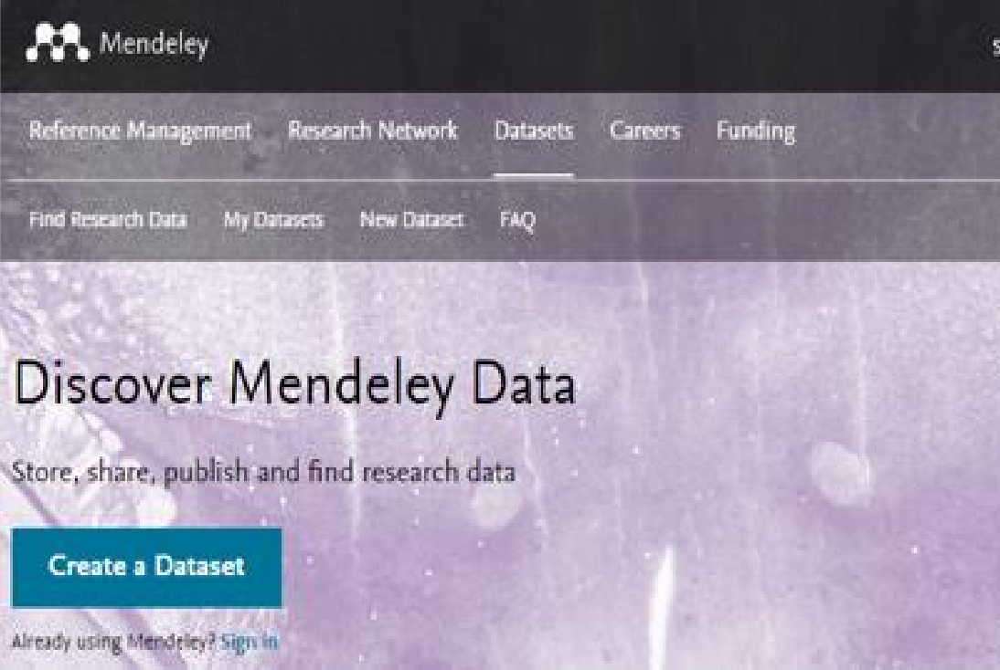 Mendeley
Reference Management Research Network Datasets Careers Funding
Find Research Data My Datasets New Dataset FAQ
Discover Mendeley Data
Store, share, publish and find research data
Create a Dataset
Already using Mendeley? Sign in